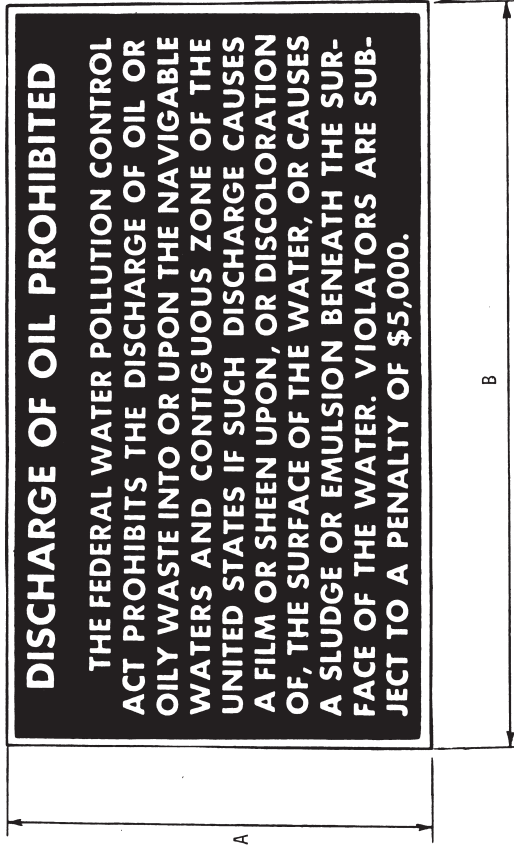 DISCHARGE OF OIL PROHIBITED
THE FEDERAL WATER POLLUTION CONTROL
ACT PROHIBITS THE DISCHARGE OF OIL OR
OILY WASTE INTO OR UPON THE NAVIGABLE
WATERS AND CONTIGUOUS ZONE OF THE
UNITED STATES IF SUCH DISCHARGE CAUSES
A FILM OR SHEEN UPON, OR DISCOLORATION
OF, THE SURFACE OF THE WATER, OR CAUSES
A SLUDGE OR EMULSION BENEATH THE SUR-
FACE OF THE WATER. VIOLATORS ARE SUB-
JECT TO A PENALTY OF $5,000.
A
B